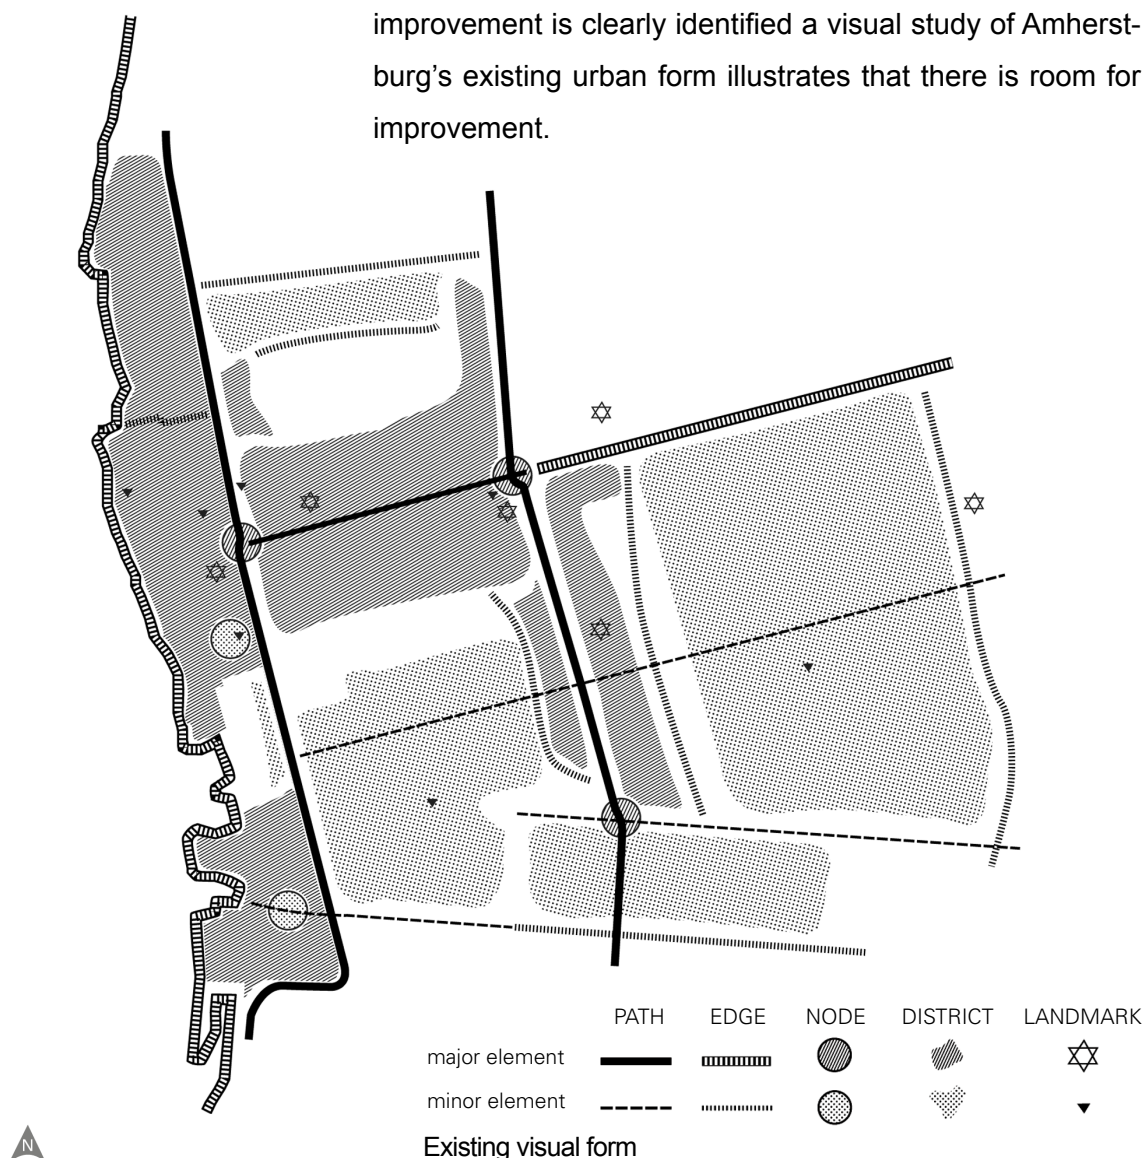 improvement is clearly identified a visual study of Amherst-
burg's existing urban form illustrates that there is room for
improvement.
PATH EDGE NODE DISTRICT LANDMARK
major element
minor element
N
Existing visual form